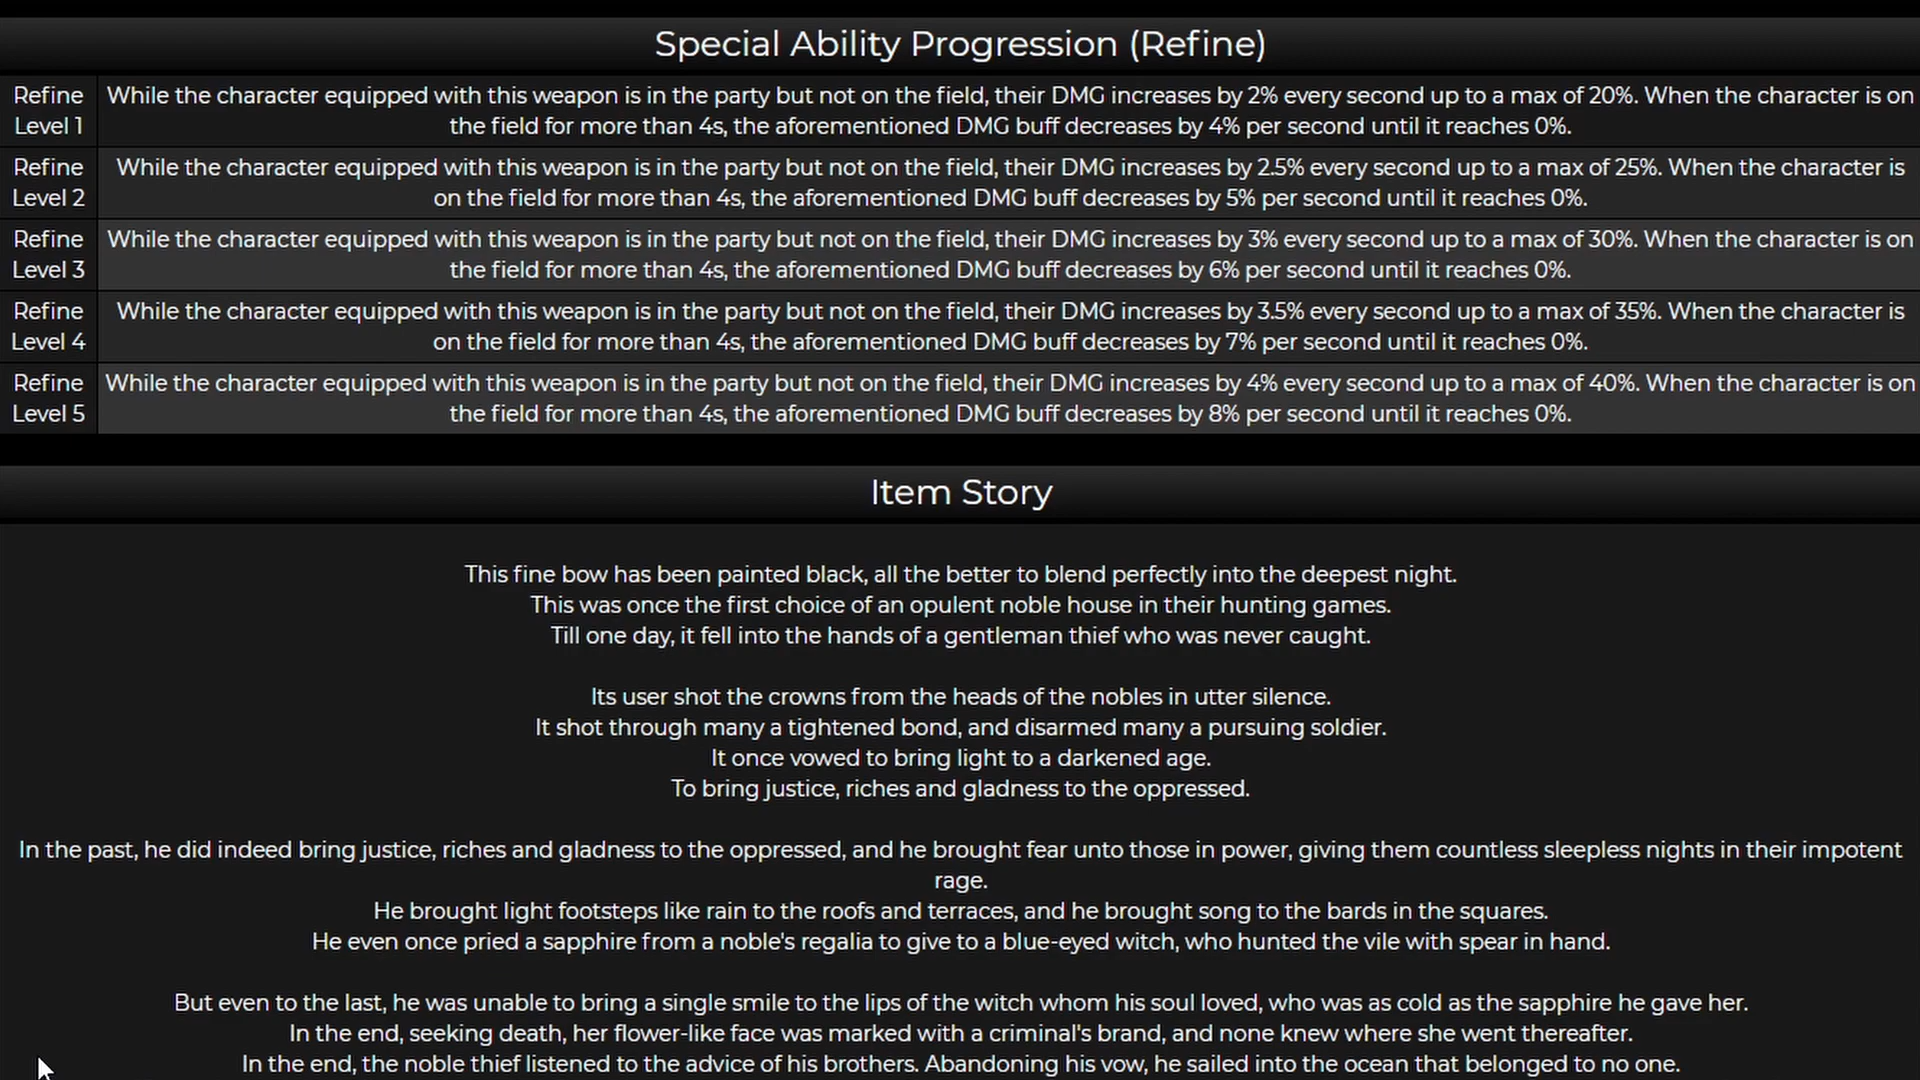 Special Ability Progression (Refine)
Refine Level 1
While the character equipped with this weapon is in the party but not on the field, their DMG increases by 2% every second up to a max of 20%. When the character is on
the field for more than 4s, the aforementioned DMG buff decreases by 4% per second until it reaches 0%.
Refine Level 2
While the character equipped with this weapon is in the party but not on the field, their DMG increases by 2.5% every second up to a max of 25%. When the character is
on the field for more than 4s, the aforementioned DMG buff decreases by 5% per second until it reaches 0%.
Refine Level 3
While the character equipped with this weapon is in the party but not on the field, their DMG increases by 3% every second up to a max of 30%. When the character is on
the field for more than 4s, the aforementioned DMG buff decreases by 6% per second until it reaches 0%.
Refine Level 4
While the character equipped with this weapon is in the party but not on the field, their DMG increases by 3.5% every second up to a max of 35%. When the character is
on the field for more than 4s, the aforementioned DMG buff decreases by 7% per second until it reaches 0%.
Refine Level 5
While the character equipped with this weapon is in the party but not on the field, their DMG increases by 4% every second up to a max of 40%. When the character is on
the field for more than 4s, the aforementioned DMG buff decreases by 8% per second until it reaches 0%.
Item Story
This fine bow has been painted black, all the better to blend perfectly into the deepest night.
This was once the first choice of an opulent noble house in their hunting games.
Till one day, it fell into the hands of a gentleman thief who was never caught.
Its user shot the crowns from the heads of the nobles in utter silence.
It shot through many a tightened bond, and disarmed many a pursuing soldier.
It once vowed to bring light to a darkened age.
To bring justice, riches and gladness to the oppressed.
In the past, he did indeed bring justice, riches and gladness to the oppressed, and he brought fear unto those in power, giving them countless sleepless nights in their impotent
rage.
He brought light footsteps like rain to the roofs and terraces, and he brought song to the bards in the squares.
He even once pried a sapphire from a noble's regalia to give to a blue-eyed witch, who hunted the vile with spear in hand.
But even to the last, he was unable to bring a single smile to the lips of the witch whom his soul loved, who was as cold as the sapphire he gave her.
In the end, seeking death, her flower-like face was marked with a criminal's brand, and none knew where she went thereafter.
In the end, the noble thief listened to the advice of his brothers. Abandoning his vow, he sailed into the ocean that belonged to no one.